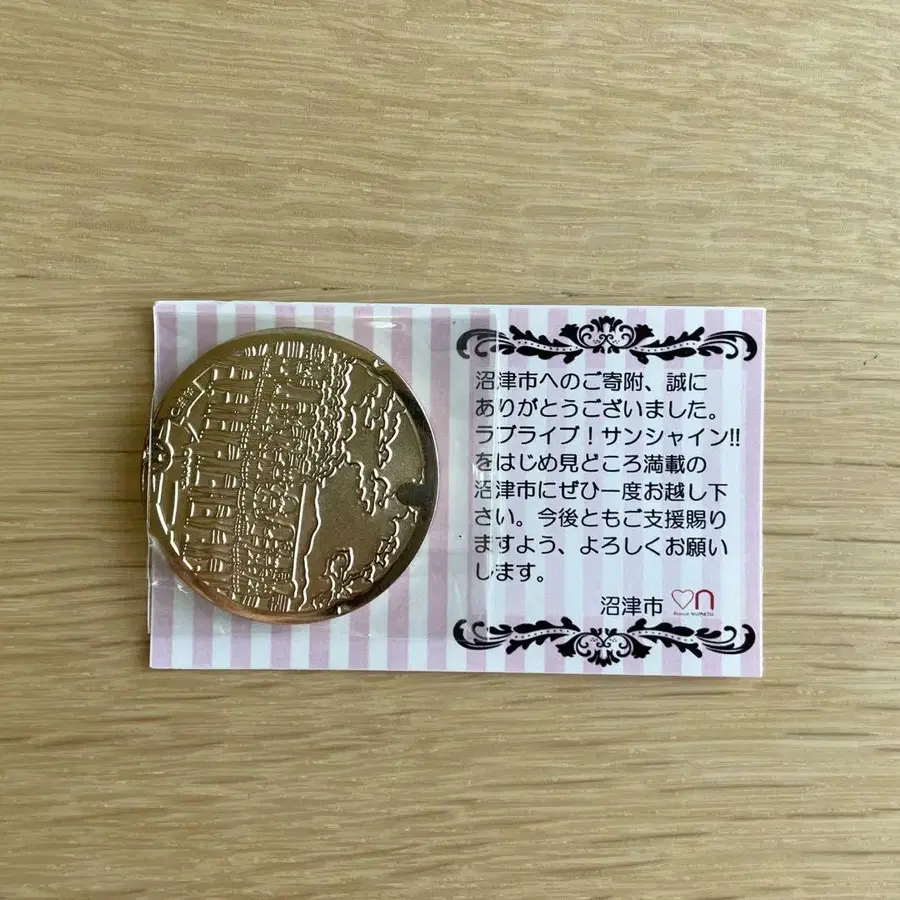 沼津市へのご寄附、誠に
ありがとうございました。
ラブライブ！サンシャイン!!
をはじめ見どころ満載の
沼津市にぜひ一度お越し下
さい。今後ともご支援賜り
ますよう、よろしくお願い
します。
沼津市